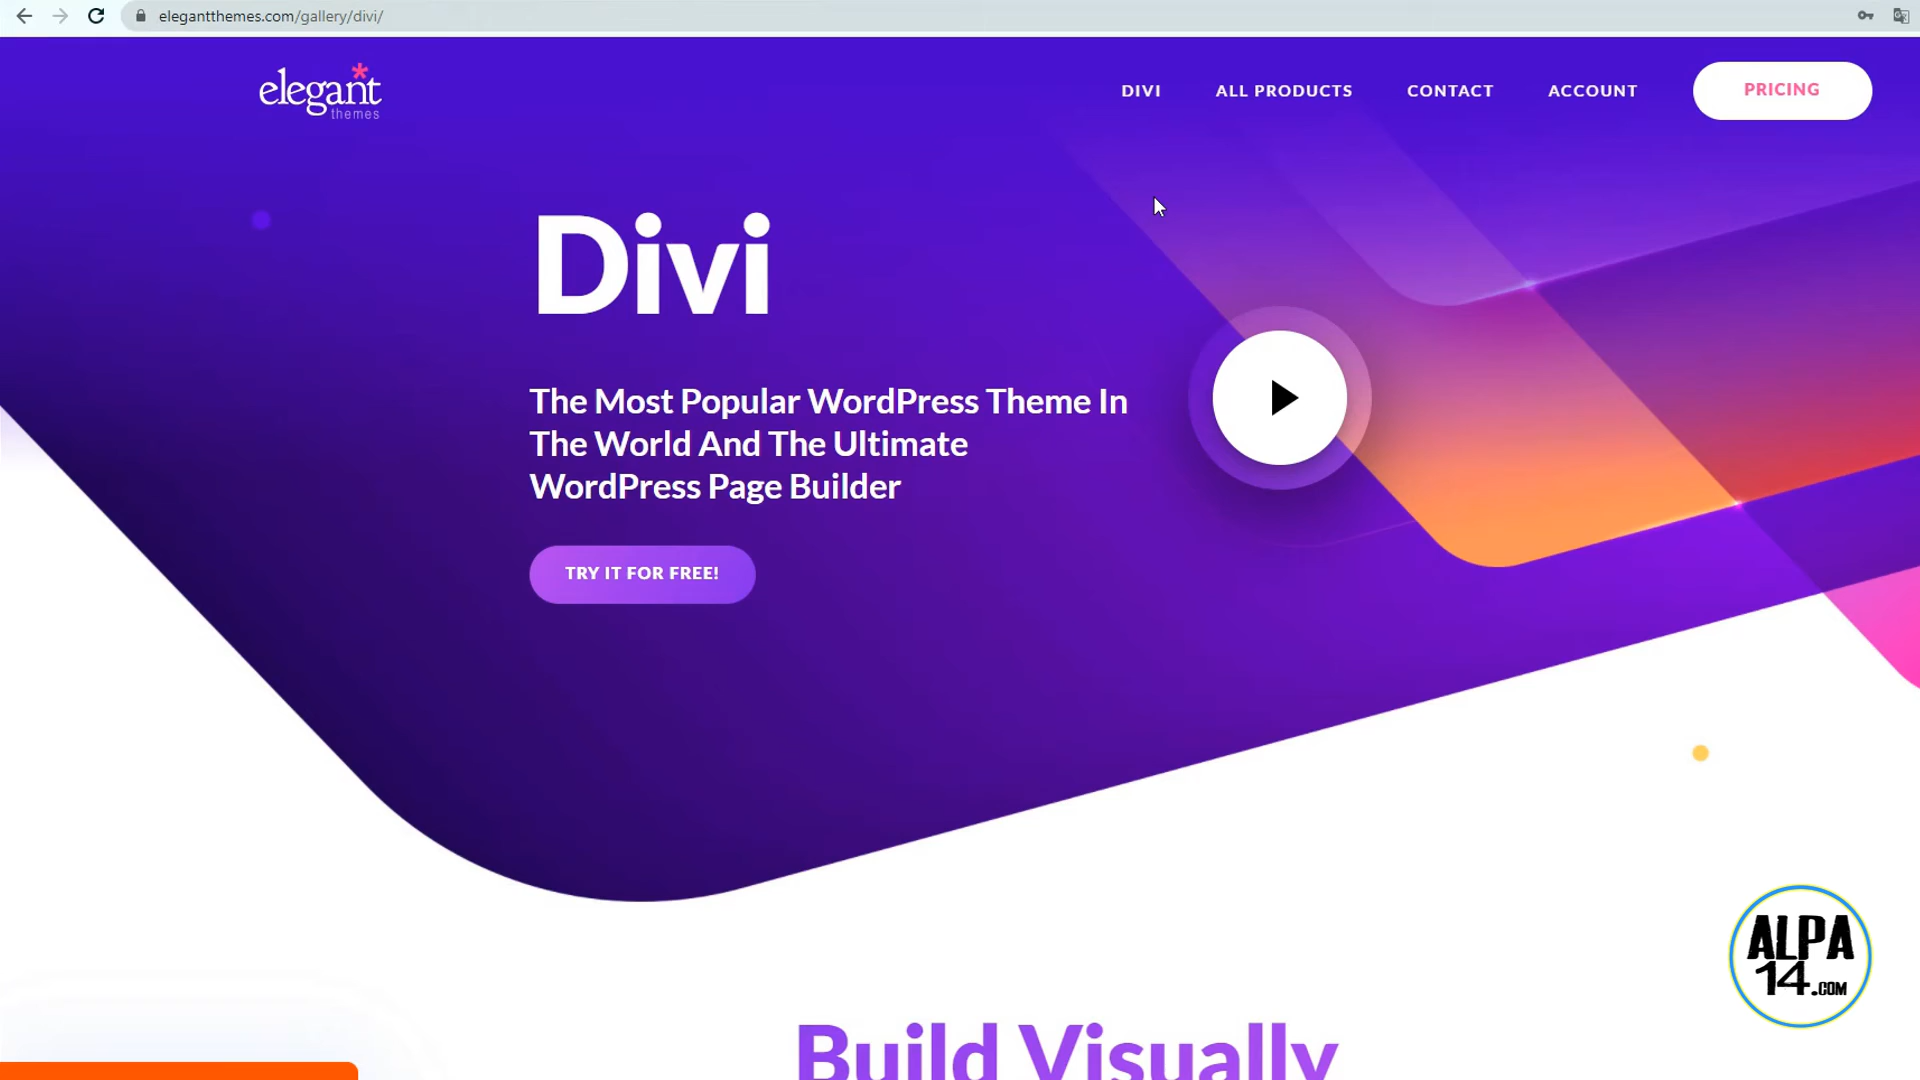 elegantthemes.com/gallery/divi/
elegant
themes
DIVI
ALL PRODUCTS
CONTACT
ACCOUNT
PRICING
Divi
The Most Popular WordPress Theme In
The World And The Ultimate
WordPress Page Builder
TRY IT FOR FREE!
ALPA
14.COM
Build Visually